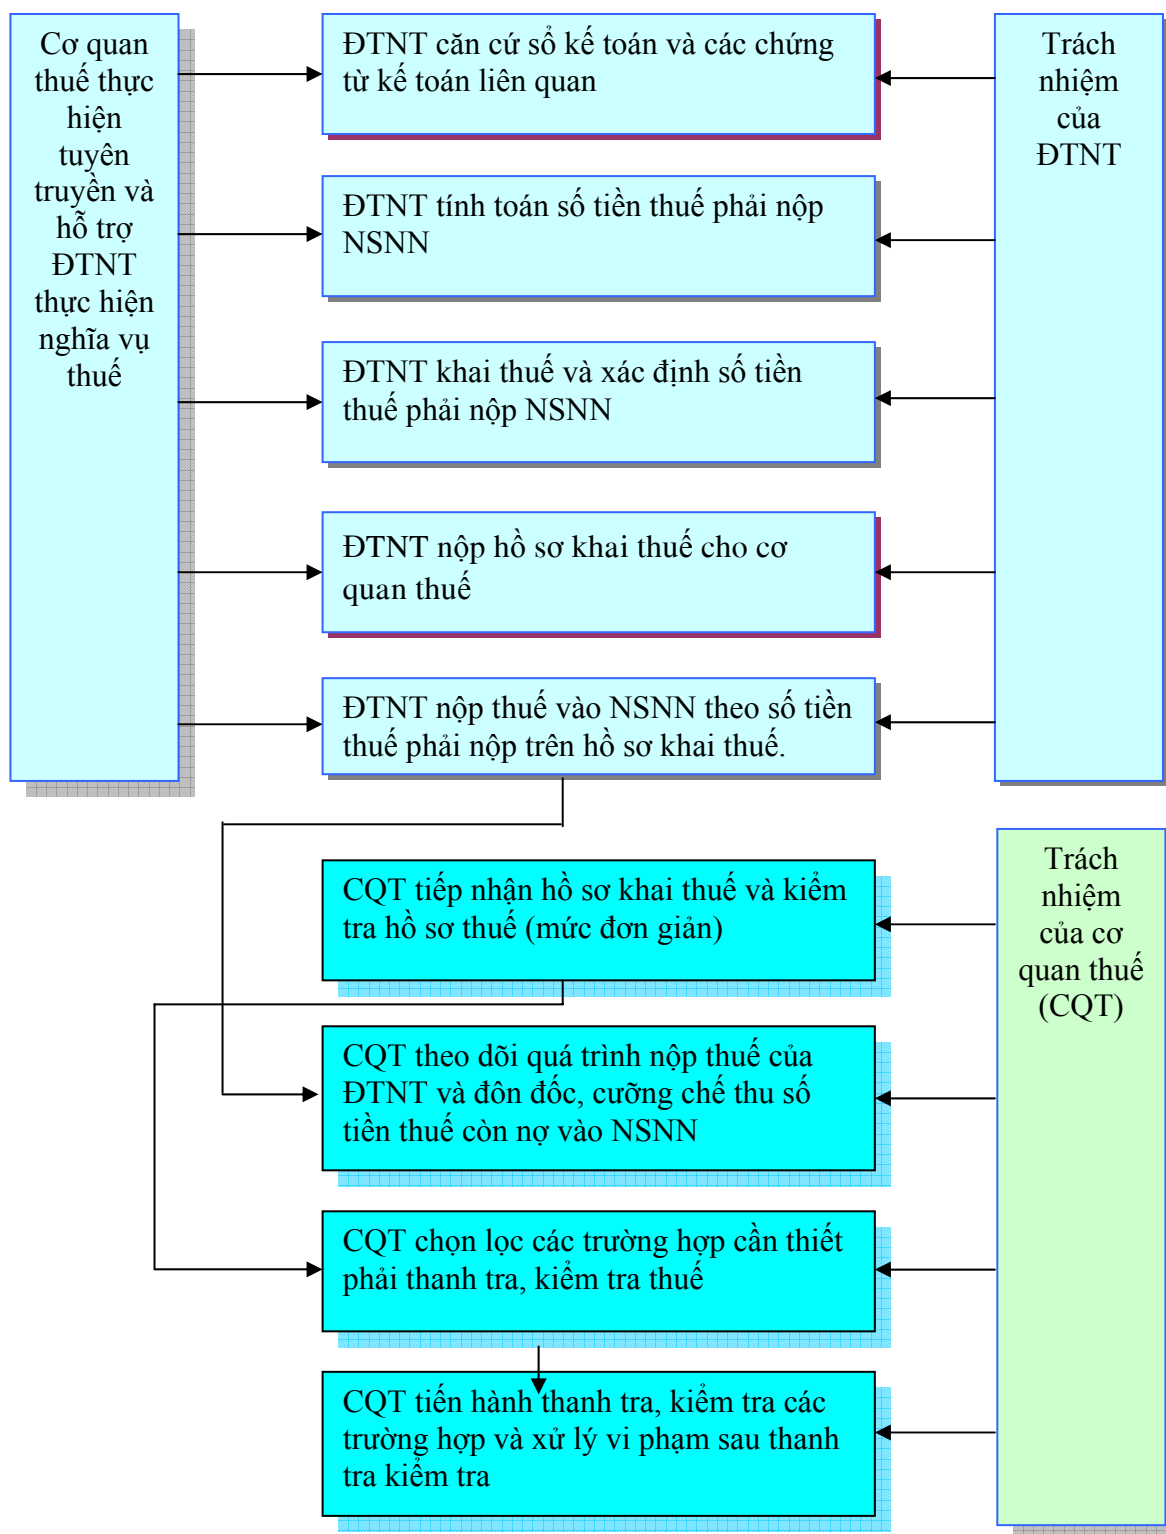 Cơ quan
thuế thực
hiện
tuyên
truyền và
hỗ trợ
ĐTNT
thực hiện
nghĩa vụ
thuế
ĐTNT căn cứ sổ kế toán và các chứng
từ kế toán liên quan
ĐTNT tính toán số tiền thuế phải nộp
NSNN
ĐTNT khai thuế và xác định số tiền
thuế phải nộp NSNN
ĐTNT nộp hồ sơ khai thuế cho cơ
quan thuế
ĐTNT nộp thuế vào NSNN theo số tiền
thuế phải nộp trên hồ sơ khai thuế.
Trách
nhiệm
của
ĐTNT
CQT tiếp nhận hồ sơ khai thuế và kiểm
tra hồ sơ thuế (mức đơn giản)
CQT theo dõi quá trình nộp thuế của
ĐTNT và đôn đốc, cưỡng chế thu số
tiền thuế còn nợ vào NSNN
CQT chọn lọc các trường hợp cần thiết
phải thanh tra, kiểm tra thuế
CQT tiến hành thanh tra, kiểm tra các
trường hợp và xử lý vi phạm sau thanh
tra kiểm tra
Trách
nhiệm
của cơ
quan thuế
(CQT)